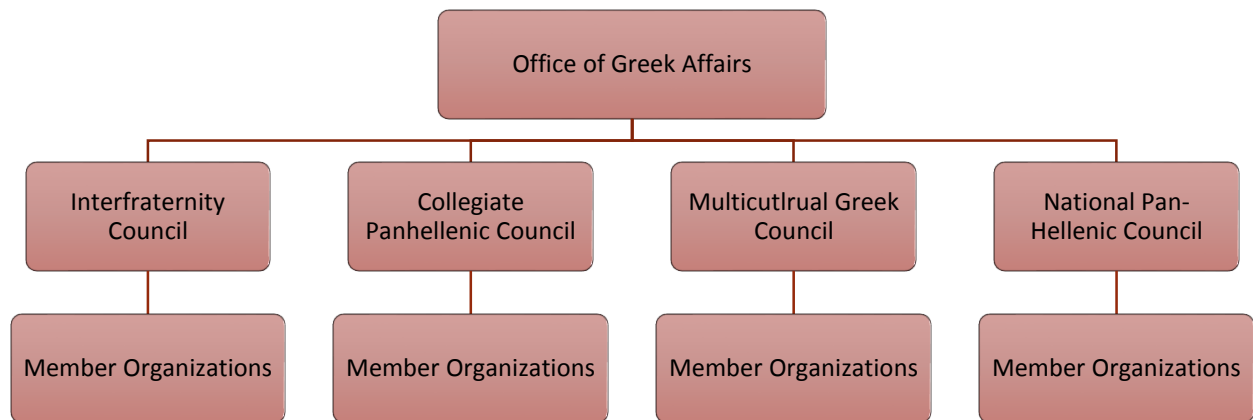 Office of Greek Affairs
Interfraternity
Council
Collegiate
Panhellenic Council
Multicutlrual Greek
Council
National Pan-
Hellenic Council
Member Organizations
Member Organizations
Member Organizations
Member Organizations